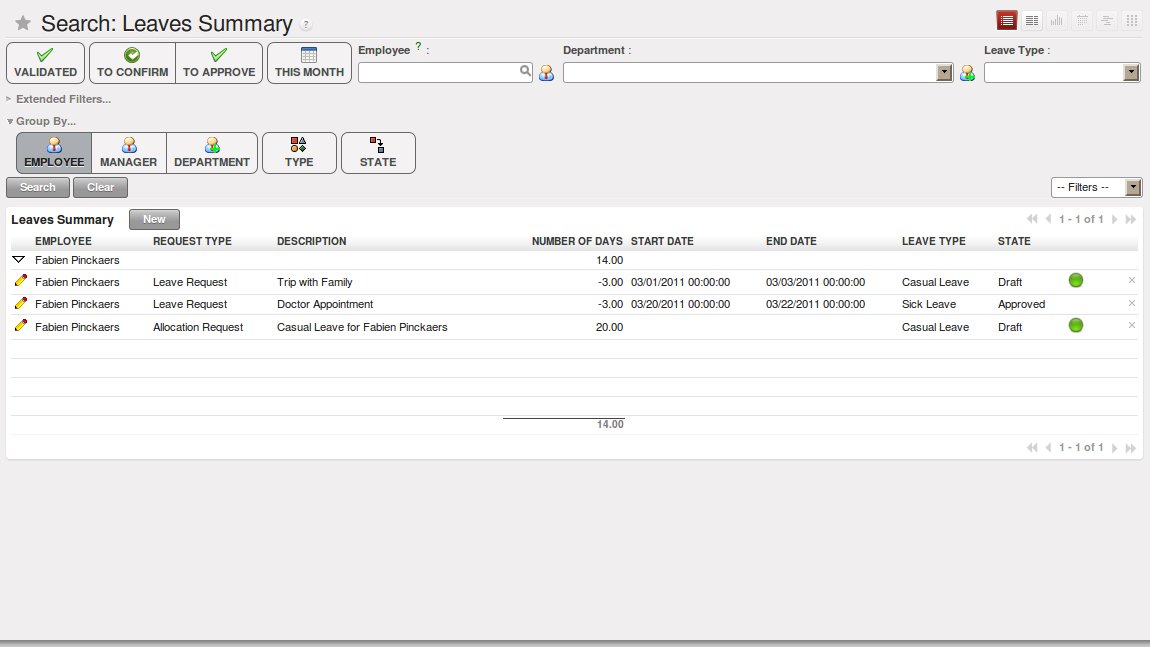 Search: Leaves Summary ?
VALIDATED TO CONFIRM TO APPROVE THIS MONTH
Employee ? : Department : Leave Type :
Extended Filters...
Group By...
EMPLOYEE MANAGER DEPARTMENT TYPE STATE
Search Clear -- Filters --
Leaves Summary New 1 - 1 of 1
EMPLOYEE REQUEST TYPE DESCRIPTION NUMBER OF DAYS START DATE END DATE LEAVE TYPE STATE
Fabien Pinckaers 14.00
Fabien Pinckaers Leave Request Trip with Family -3.00 03/01/2011 00:00:00 03/03/2011 00:00:00 Casual Leave Draft
Fabien Pinckaers Leave Request Doctor Appointment -3.00 03/20/2011 00:00:00 03/22/2011 00:00:00 Sick Leave Approved
Fabien Pinckaers Allocation Request Casual Leave for Fabien Pinckaers 20.00 Casual Leave Draft
14.00
1 - 1 of 1